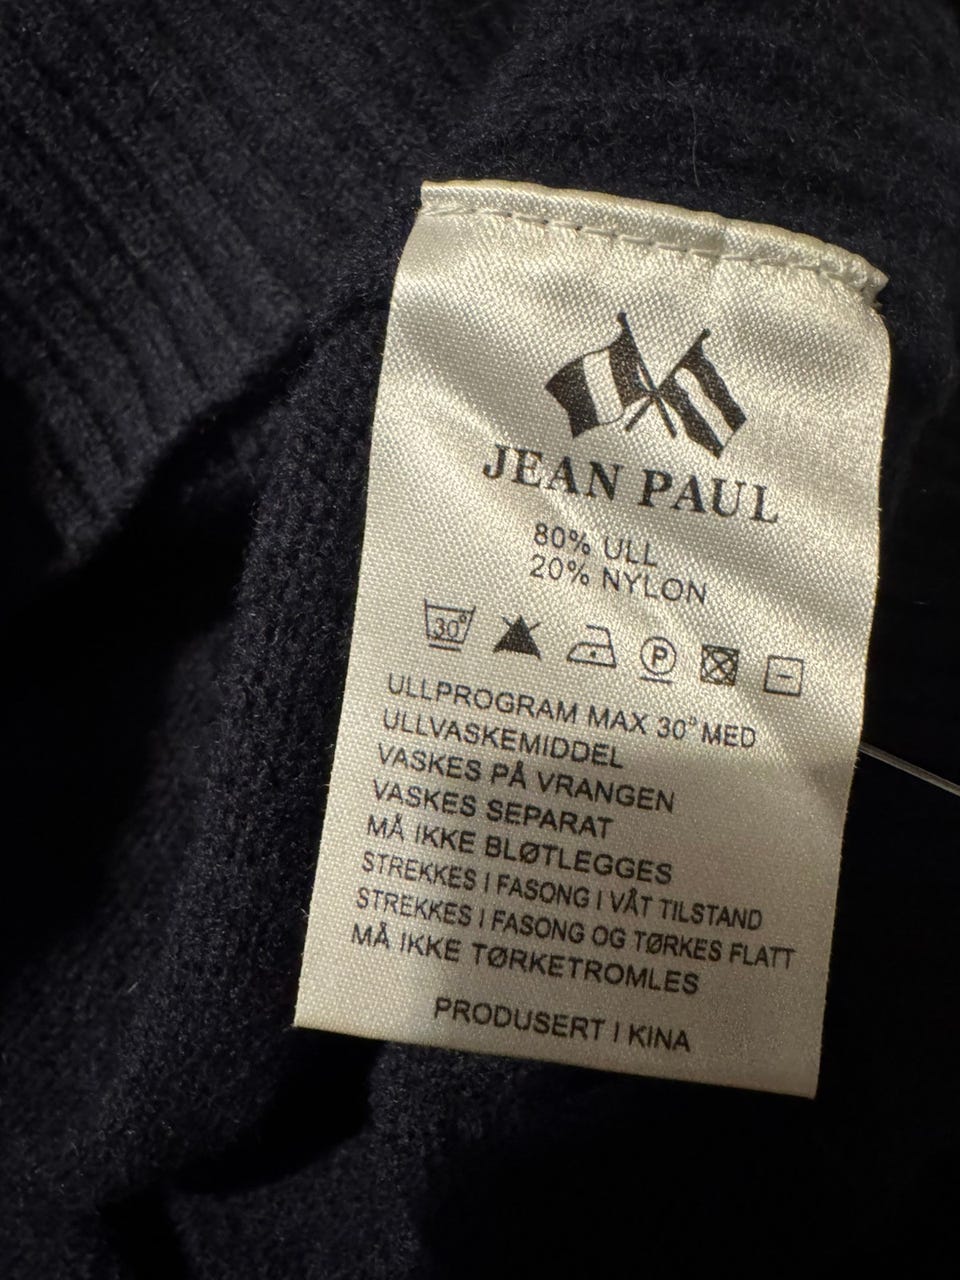 JEAN PAUL
80% ULL
20% NYLON
30° P
ULLPROGRAM MAX 30° MED
ULLVASKEMIDDEL
VASKES PÅ VRANGEN
VASKES SEPARAT
MÅ IKKE BLØTLEGGES
STREKKES I FASONG I VÅT TILSTAND
STREKKES I FASONG OG TØRKES FLATT
MÅ IKKE TØRKETROMLES
PRODUSERT I KINA